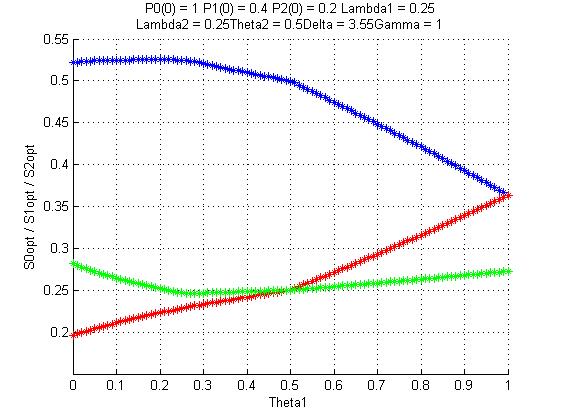 P0(0) = 1 P1(0) = 0.4 P2(0) = 0.2 Lambda1 = 0.25
Lambda2 = 0.25Theta2 = 0.5Delta = 3.55Gamma = 1
0.55
0.5
0.45
0.4
0.35
0.3
0.25
0.2
S0opt / S1opt / S2opt
0 0.1 0.2 0.3 0.4 0.5 0.6 0.7 0.8 0.9 1
Theta1